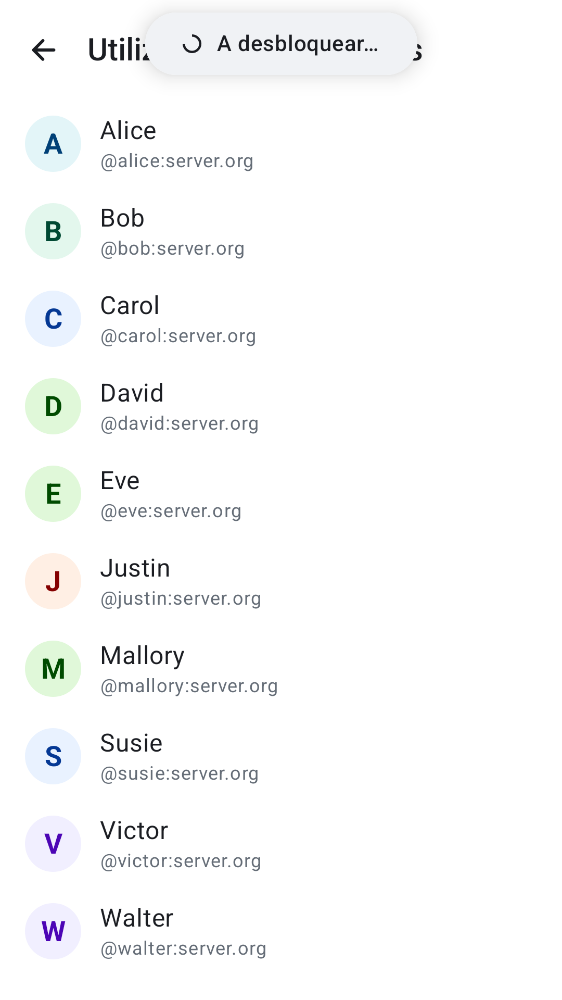 A desbloquear...
A
Alice
@alice:server.org
B
Bob
@bob:server.org
C
Carol
@carol:server.org
D
David
@david:server.org
E
Eve
@eve:server.org
J
Justin
@justin:server.org
M
Mallory
@mallory:server.org
S
Susie
@susie:server.org
V
Victor
@victor:server.org
W
Walter
@walter:server.org